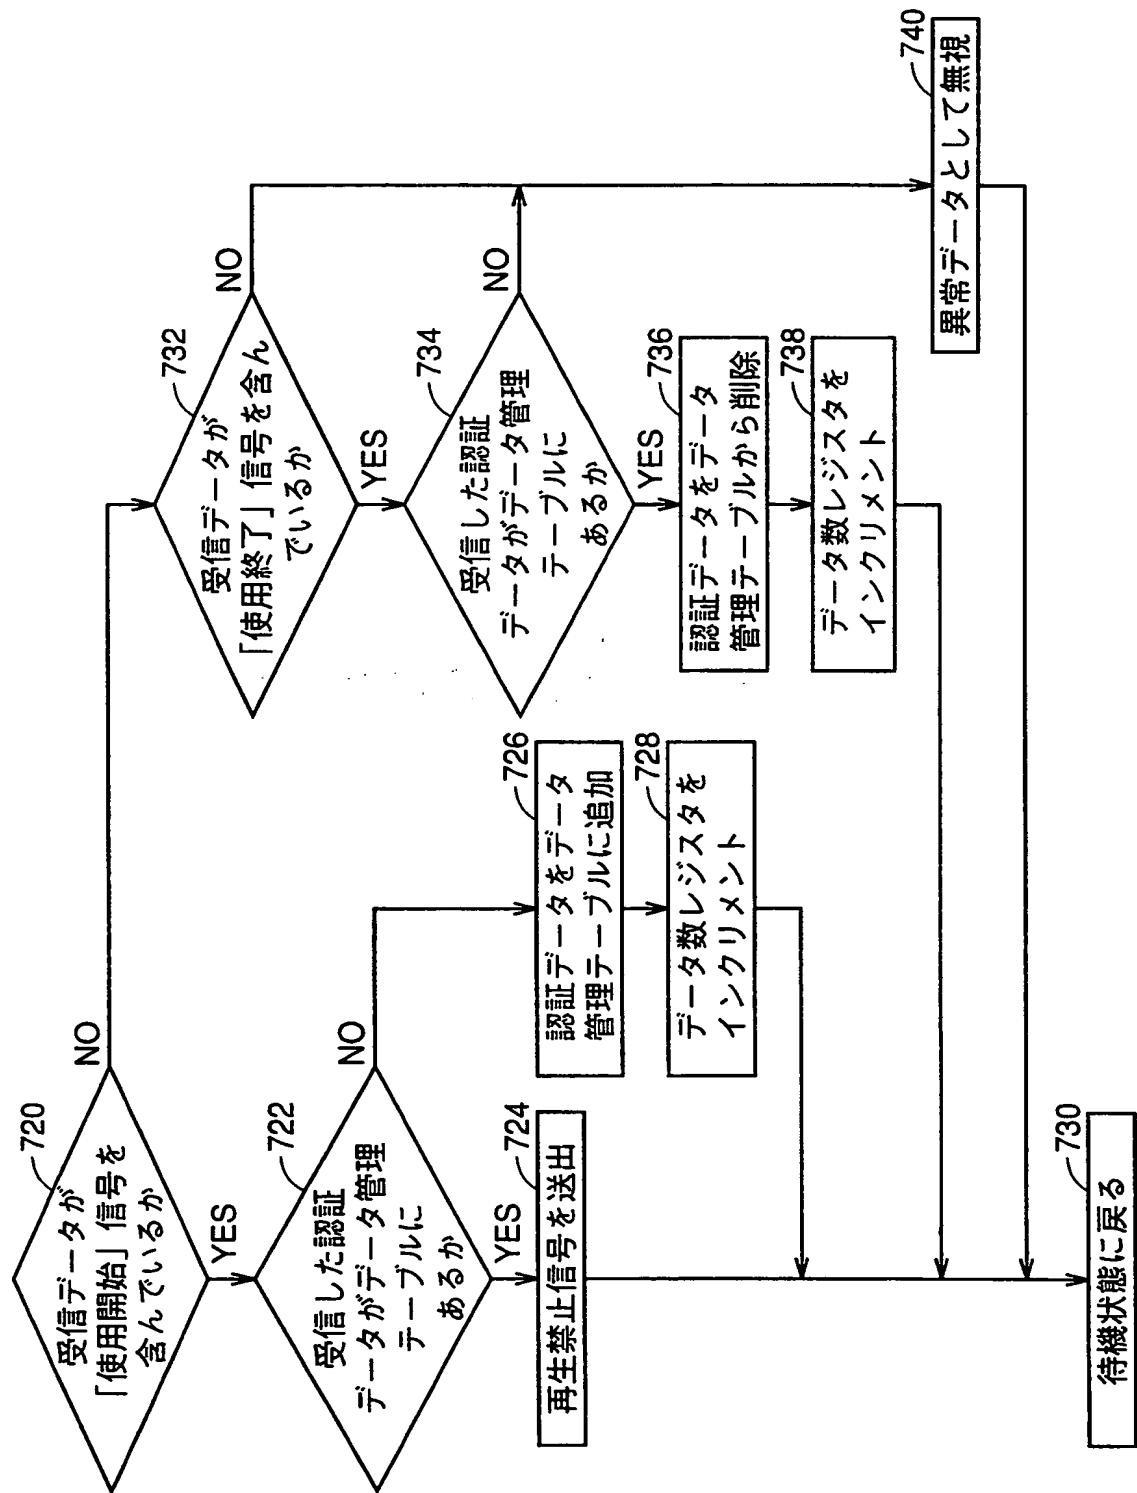 720
受信データが
「使用開始」信号を
含んでいるか
NO
YES
722
受信した認証
データがデータ管理
テーブルに
あるか
NO
YES
724
再生禁止信号を送出
726
認証データをデータ
管理テーブルに追加
728
データ数レジスタを
インクリメント
730
待機状態に戻る
732
受信データが
「使用終了」信号を含ん
でいるか
NO
YES
734
受信した認証
データがデータ管理
テーブルに
あるか
NO
YES
736
認証データをデータ
管理テーブルから削除
738
データ数レジスタを
インクリメント
740
異常データとして無視